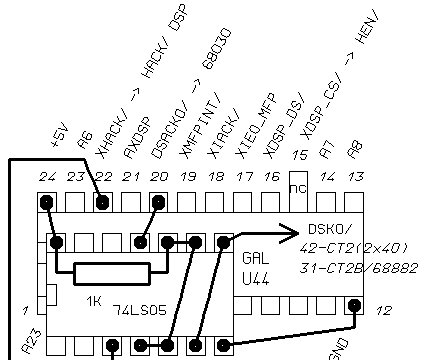 +5V
A6
XHACK/ -> HACK/ DSP
AXDSP
DSACK0/ -> 68030
XMFPINT/
XIACK/
XIEO_MFP
XDSP_DS/
XDSP_CS/ -> HEN/
A7
A8
24 23 22 21 20 19 18 17 16 15 14 13
nc
DSK0/
42-CT2(2x40)
31-CT2B/68882
GAL
U44
1K
74LS05
1
12
A23
GND